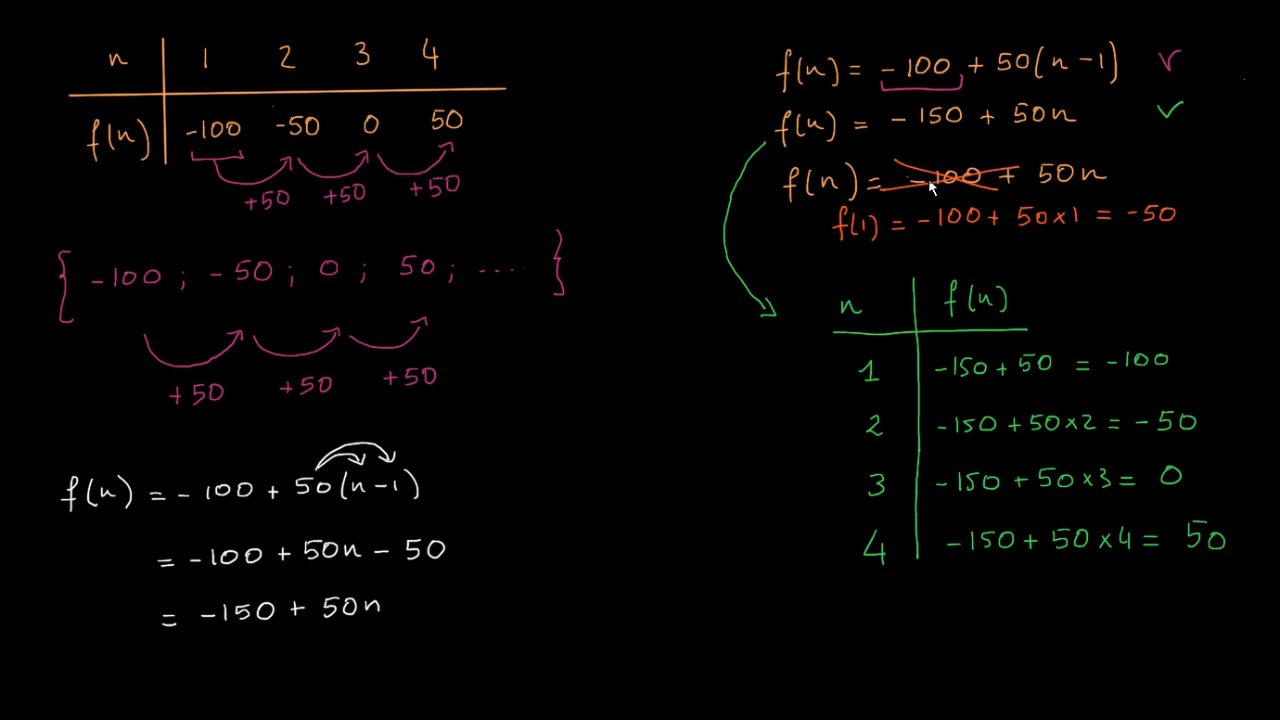 n 1 2 3 4
f(n) -100 -50 0 50
+50 +50 +50
{ -100 ; -50 ; 0 ; 50 ; .... }
+50 +50 +50
f(n) = -100 + 50(n-1)
= -100 + 50n - 50
= -150 + 50n
f(n) = -100 + 50(n-1) ✓
f(n) = -150 + 50n ✓
f(n) = -100 + 50n
f(1) = -100 + 50×1 = -50
n f(n)
1 -150+50 = -100
2 -150+50×2 = -50
3 -150+50×3 = 0
4 -150+50×4 = 50